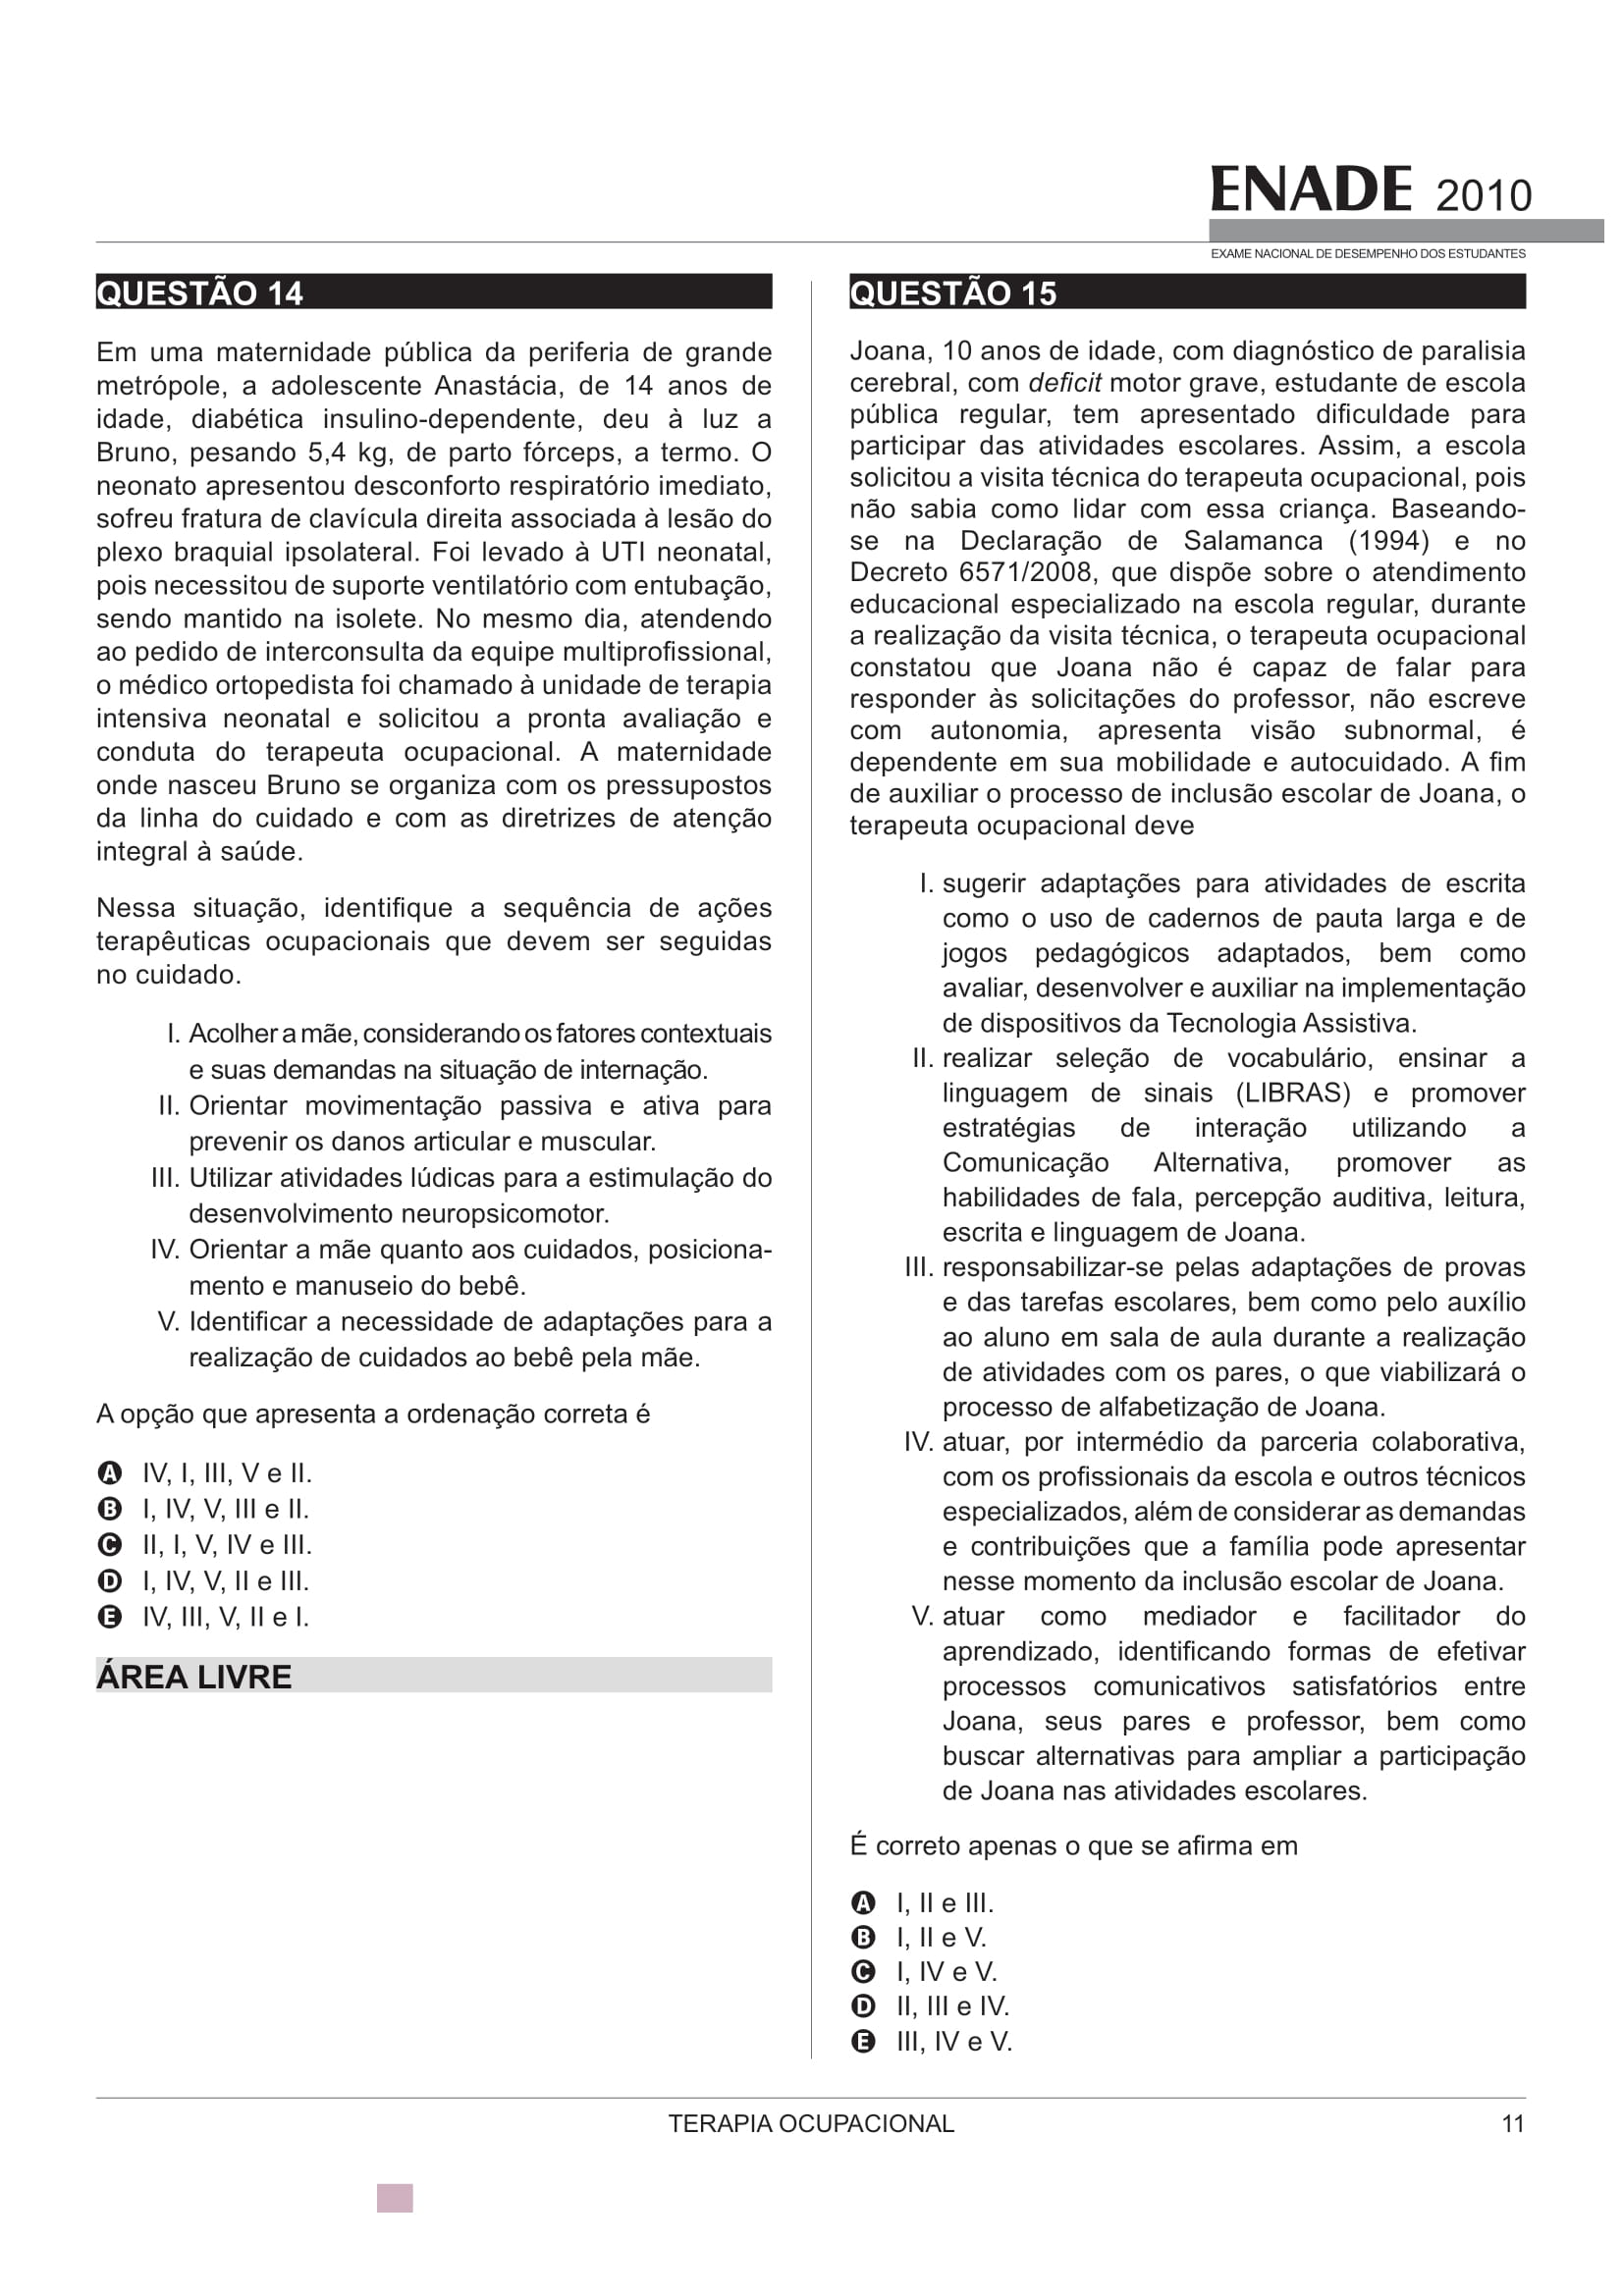 ENADE 2010
EXAME NACIONAL DE DESEMPENHO DOS ESTUDANTES
QUESTÃO 14
Em uma maternidade pública da periferia de grande
metrópole, a adolescente Anastácia, de 14 anos de
idade, diabética insulino-dependente, deu à luz a
Bruno, pesando 5,4 kg, de parto fórceps, a termo. O
neonato apresentou desconforto respiratório imediato,
sofreu fratura de clavícula direita associada à lesão do
plexo braquial ipsolateral. Foi levado à UTI neonatal,
pois necessitou de suporte ventilatório com entubação,
sendo mantido na isolete. No mesmo dia, atendendo
ao pedido de interconsulta da equipe multiprofissional,
o médico ortopedista foi chamado à unidade de terapia
intensiva neonatal e solicitou a pronta avaliação e
conduta do terapeuta ocupacional. A maternidade
onde nasceu Bruno se organiza com os pressupostos
da linha do cuidado e com as diretrizes de atenção
integral à saúde.
Nessa situação, identifique a sequência de ações
terapêuticas ocupacionais que devem ser seguidas
no cuidado.
I. Acolher a mãe, considerando os fatores contextuais
e suas demandas na situação de internação.
II. Orientar movimentação passiva e ativa para
prevenir os danos articular e muscular.
III. Utilizar atividades lúdicas para a estimulação do
desenvolvimento neuropsicomotor.
IV. Orientar a mãe quanto aos cuidados, posiciona-
mento e manuseio do bebê.
V. Identificar a necessidade de adaptações para a
realização de cuidados ao bebê pela mãe.
A opção que apresenta a ordenação correta é
A IV, I, III, V e II.
B I, IV, V, III e II.
C II, I, V, IV e III.
D I, IV, V, II e III.
E IV, III, V, II e I.
ÁREA LIVRE
QUESTÃO 15
Joana, 10 anos de idade, com diagnóstico de paralisia
cerebral, com deficit motor grave, estudante de escola
pública regular, tem apresentado dificuldade para
participar das atividades escolares. Assim, a escola
solicitou a visita técnica do terapeuta ocupacional, pois
não sabia como lidar com essa criança. Baseando-
se na Declaração de Salamanca (1994) e no
Decreto 6571/2008, que dispõe sobre o atendimento
educacional especializado na escola regular, durante
a realização da visita técnica, o terapeuta ocupacional
constatou que Joana não é capaz de falar para
responder às solicitações do professor, não escreve
com autonomia, apresenta visão subnormal, é
dependente em sua mobilidade e autocuidado. A fim
de auxiliar o processo de inclusão escolar de Joana, o
terapeuta ocupacional deve
I. sugerir adaptações para atividades de escrita
como o uso de cadernos de pauta larga e de
jogos pedagógicos adaptados, bem como
avaliar, desenvolver e auxiliar na implementação
de dispositivos da Tecnologia Assistiva.
II. realizar seleção de vocabulário, ensinar a
linguagem de sinais (LIBRAS) e promover
estratégias de interação utilizando a
Comunicação Alternativa, promover as
habilidades de fala, percepção auditiva, leitura,
escrita e linguagem de Joana.
III. responsabilizar-se pelas adaptações de provas
e das tarefas escolares, bem como pelo auxílio
ao aluno em sala de aula durante a realização
de atividades com os pares, o que viabilizará o
processo de alfabetização de Joana.
IV. atuar, por intermédio da parceria colaborativa,
com os profissionais da escola e outros técnicos
especializados, além de considerar as demandas
e contribuições que a família pode apresentar
nesse momento da inclusão escolar de Joana.
V. atuar como mediador e facilitador do
aprendizado, identificando formas de efetivar
processos comunicativos satisfatórios entre
Joana, seus pares e professor, bem como
buscar alternativas para ampliar a participação
de Joana nas atividades escolares.
É correto apenas o que se afirma em
A I, II e III.
B I, II e V.
C I, IV e V.
D II, III e IV.
E III, IV e V.
TERAPIA OCUPACIONAL
11